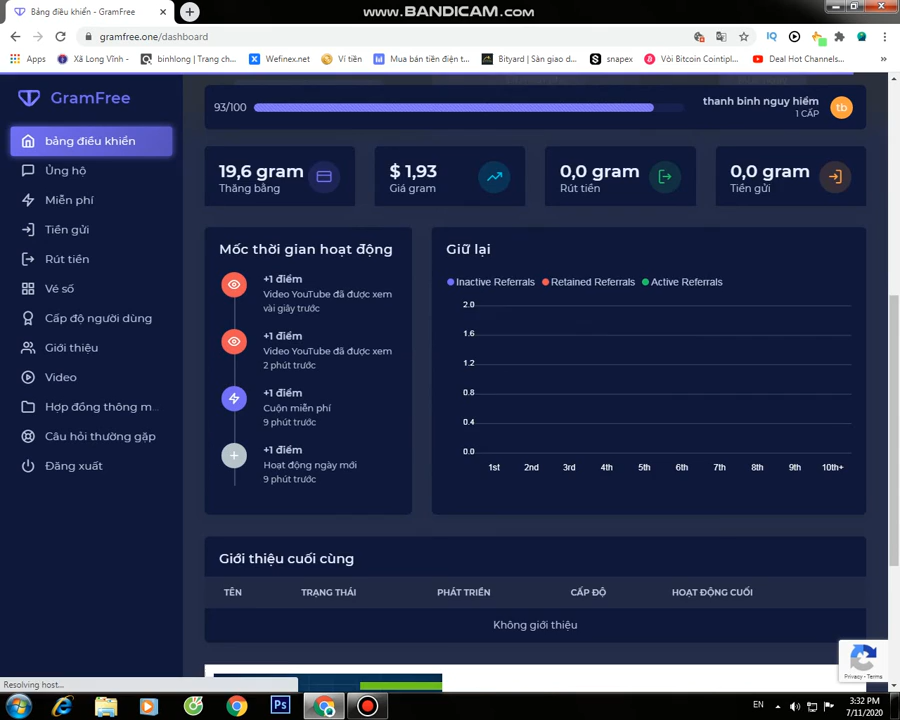 WWW.BANDICAM.COM
Bảng điều khiển - GramFree
gramfree.one/dashboard
IQ
Apps
Xã Long Vĩnh -
binhlong | Trang ch...
Wefinex.net
Ví tiền
Mua bán tiền điện t...
Bityard | Sàn giao d...
snapex
Vòi Bitcoin Cointipl...
Deal Hot Channels...
»
GramFree
bảng điều khiển
Ủng hộ
Miễn phí
Tiền gửi
Rút tiền
Vé số
Cấp độ người dùng
Giới thiệu
Video
Hợp đồng thông m...
Câu hỏi thường gặp
Đăng xuất
93/100
thanh binh nguy hiểm
1 CẤP
tb
19,6 gram
Thăng bằng
$ 1,93
Giá gram
0,0 gram
Rút tiền
0,0 gram
Tiền gửi
Mốc thời gian hoạt động
+1 điểm
Video YouTube đã được xem
vài giây trước
+1 điểm
Video YouTube đã được xem
2 phút trước
+1 điểm
Cuộn miễn phí
9 phút trước
+1 điểm
Hoạt động ngày mới
9 phút trước
Giữ lại
Inactive Referrals Retained Referrals Active Referrals
2.0
1.6
1.2
0.8
0.4
0.0
1st 2nd 3rd 4th 5th 6th 7th 8th 9th 10th+
Giới thiệu cuối cùng
TÊN TRẠNG THÁI PHÁT TRIỂN CẤP ĐỘ HOẠT ĐỘNG CUỐI
Không giới thiệu
Privacy - Terms
Resolving host...
Ps
EN
3:32 PM
7/11/2020